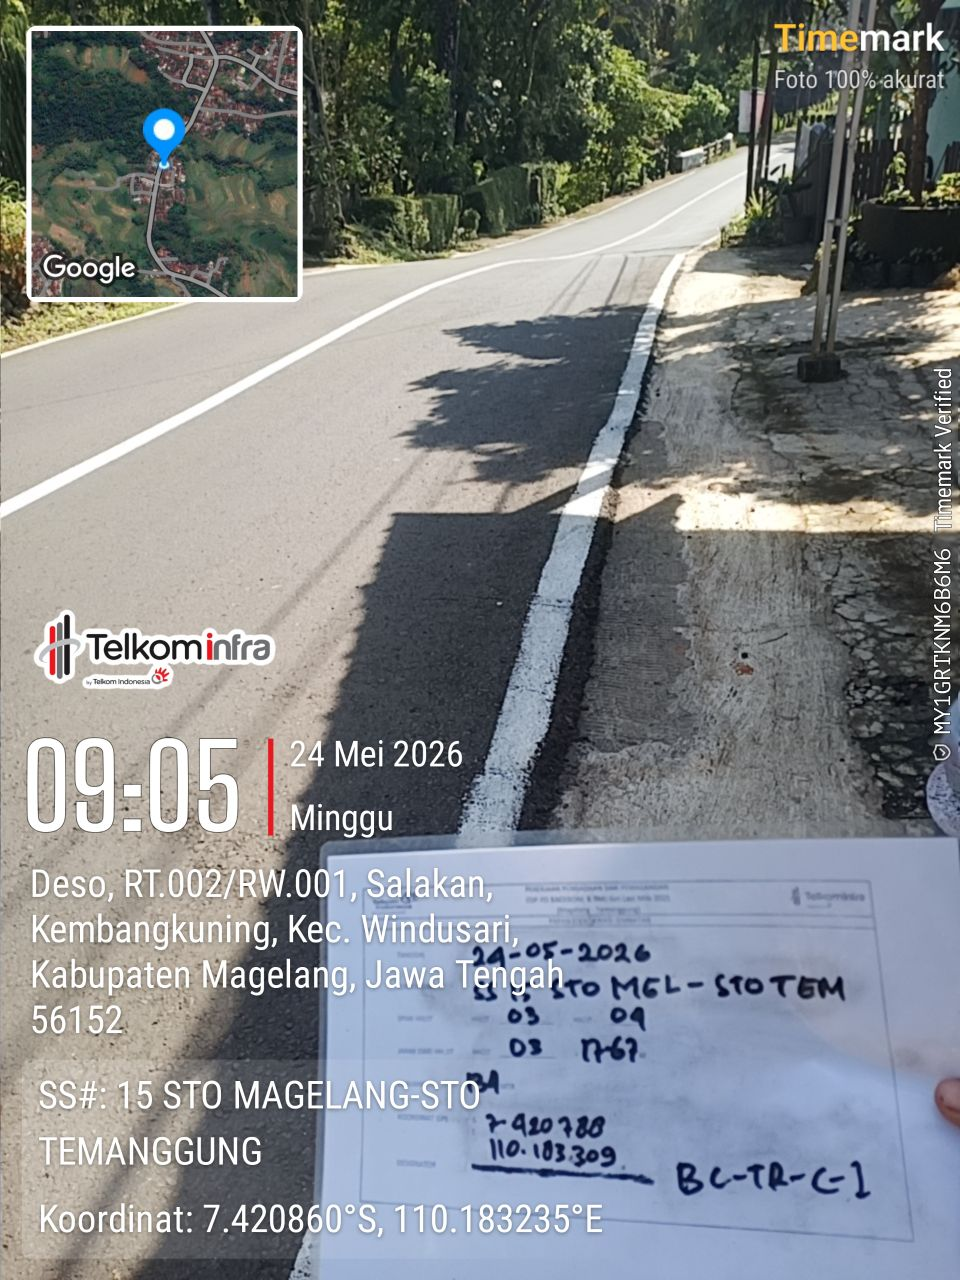 Timemark
Foto 100% akurat
Google
Timemark Verified
MY1GRTKNM6B6M6
Telkominfra
by Telkom Indonesia
09:05
24 Mei 2026
Minggu
Deso, RT.002/RW.001, Salakan,
Kembangkuning, Kec. Windusari,
Kabupaten Magelang, Jawa Tengah
56152
SS#: 15 STO MAGELANG-STO
TEMANGGUNG
Koordinat: 7.420860°S, 110.183235°E
Telkominfra
24-05-2026
STO MGL-STO TEM
03 04
03
7-420788
110.183.309
BC-TR-C-1